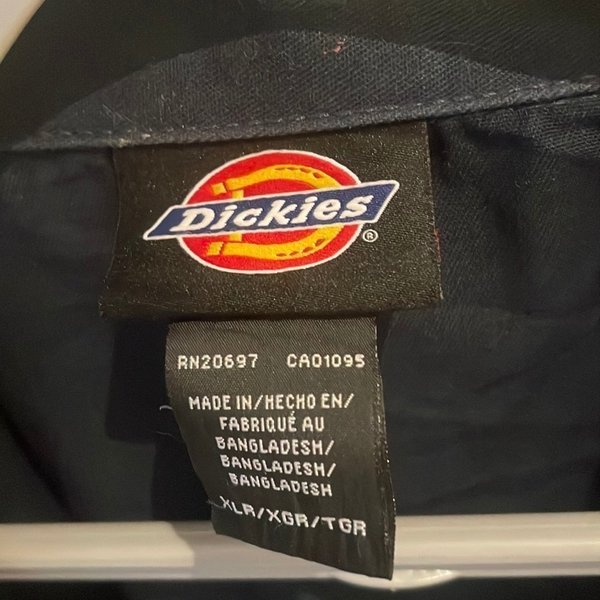 Dickies
®
RN20697 CA01095
MADE IN/HECHO EN/
FABRIQUÉ AU
BANGLADESH/
BANGLADESH/
BANGLADESH
XLR/XGR/TGR